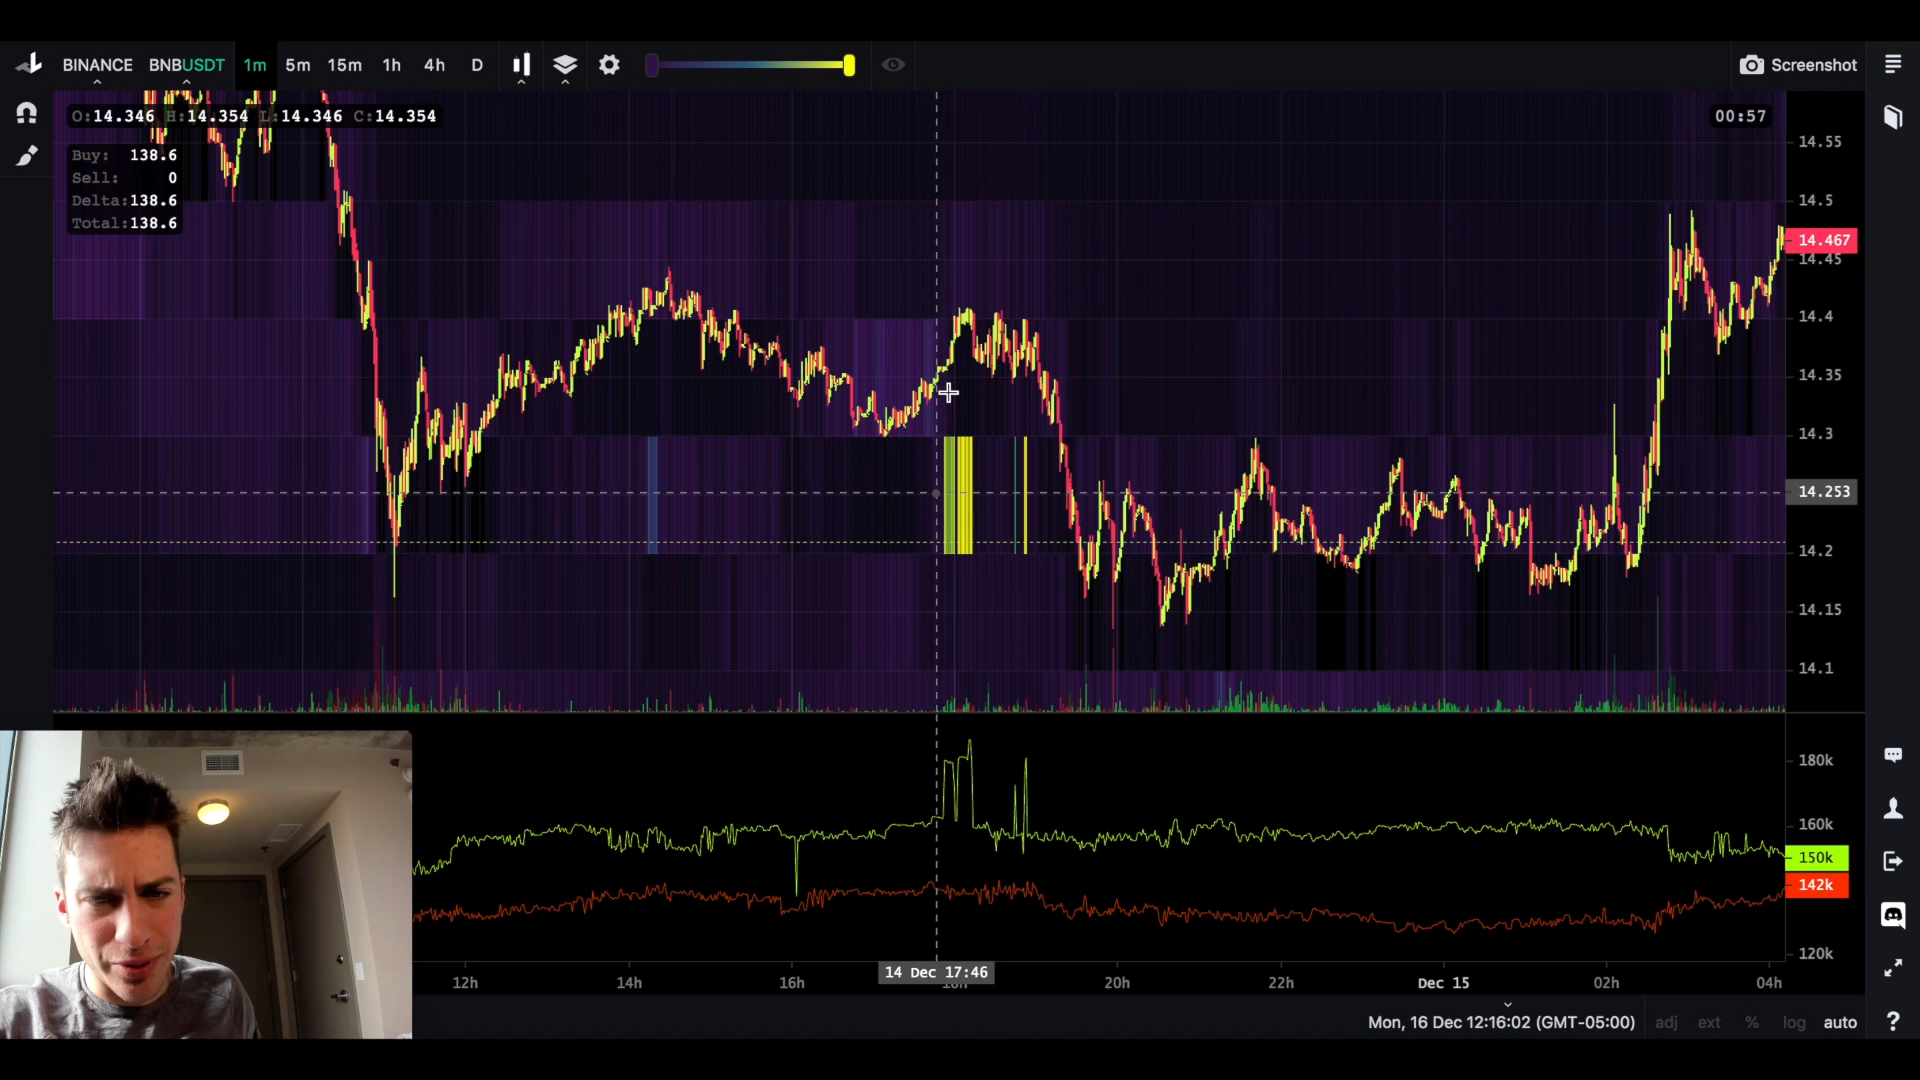 BINANCE BNBUSDT 1m 5m 15m 1h 4h D Screenshot
O:14.346 H:14.354 L:14.346 C:14.354
00:57
Buy: 138.6
Sell: 0
Delta:138.6
Total:138.6
14.55
14.5
14.467
14.45
14.4
14.35
14.3
14.253
14.2
14.15
14.1
180k
160k
150k
142k
120k
14 Dec 17:46
12h 14h 16h 18h 20h 22h Dec 15 02h 04h
Mon, 16 Dec 12:16:02 (GMT-05:00) adj ext % log auto
?